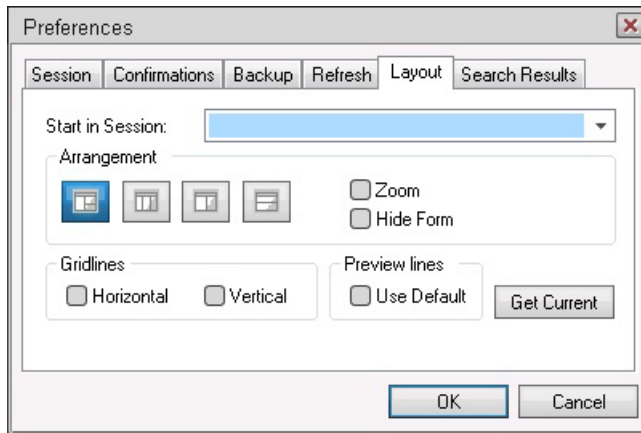 Preferences
Session Confirmations Backup Refresh Layout Search Results
Start in Session:
Arrangement
Zoom
Hide Form
Gridlines
Horizontal Vertical
Preview lines
Use Default
Get Current
OK Cancel